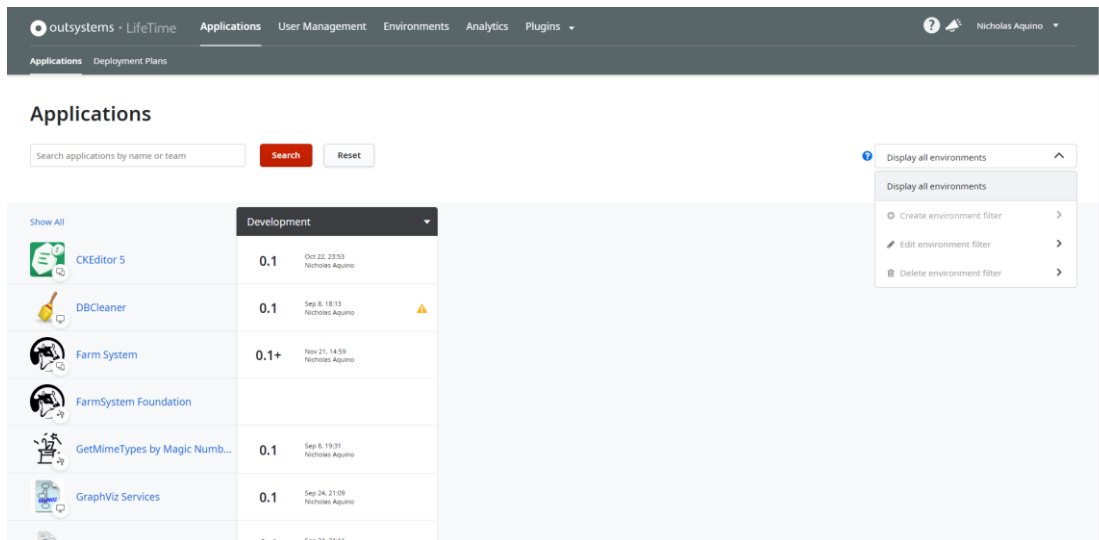 outsystems · LifeTime Applications User Management Environments Analytics Plugins ? Nicholas Aquino
Applications Deployment Plans
Applications
Search applications by name or team Search Reset ? Display all environments
Display all environments
Show All Development Create environment filter
CKEditor 5 0.1 Oct 22, 23:53
Nicholas Aquino
Edit environment filter
Delete environment filter
DBCleaner 0.1 Sep 8, 18:13
Nicholas Aquino
Farm System 0.1+ Nov 21, 14:59
Nicholas Aquino
FarmSystem Foundation
GetMimeTypes by Magic Numb... 0.1 Sep 8, 19:31
Nicholas Aquino
GraphViz Services 0.1 Sep 24, 21:09
Nicholas Aquino